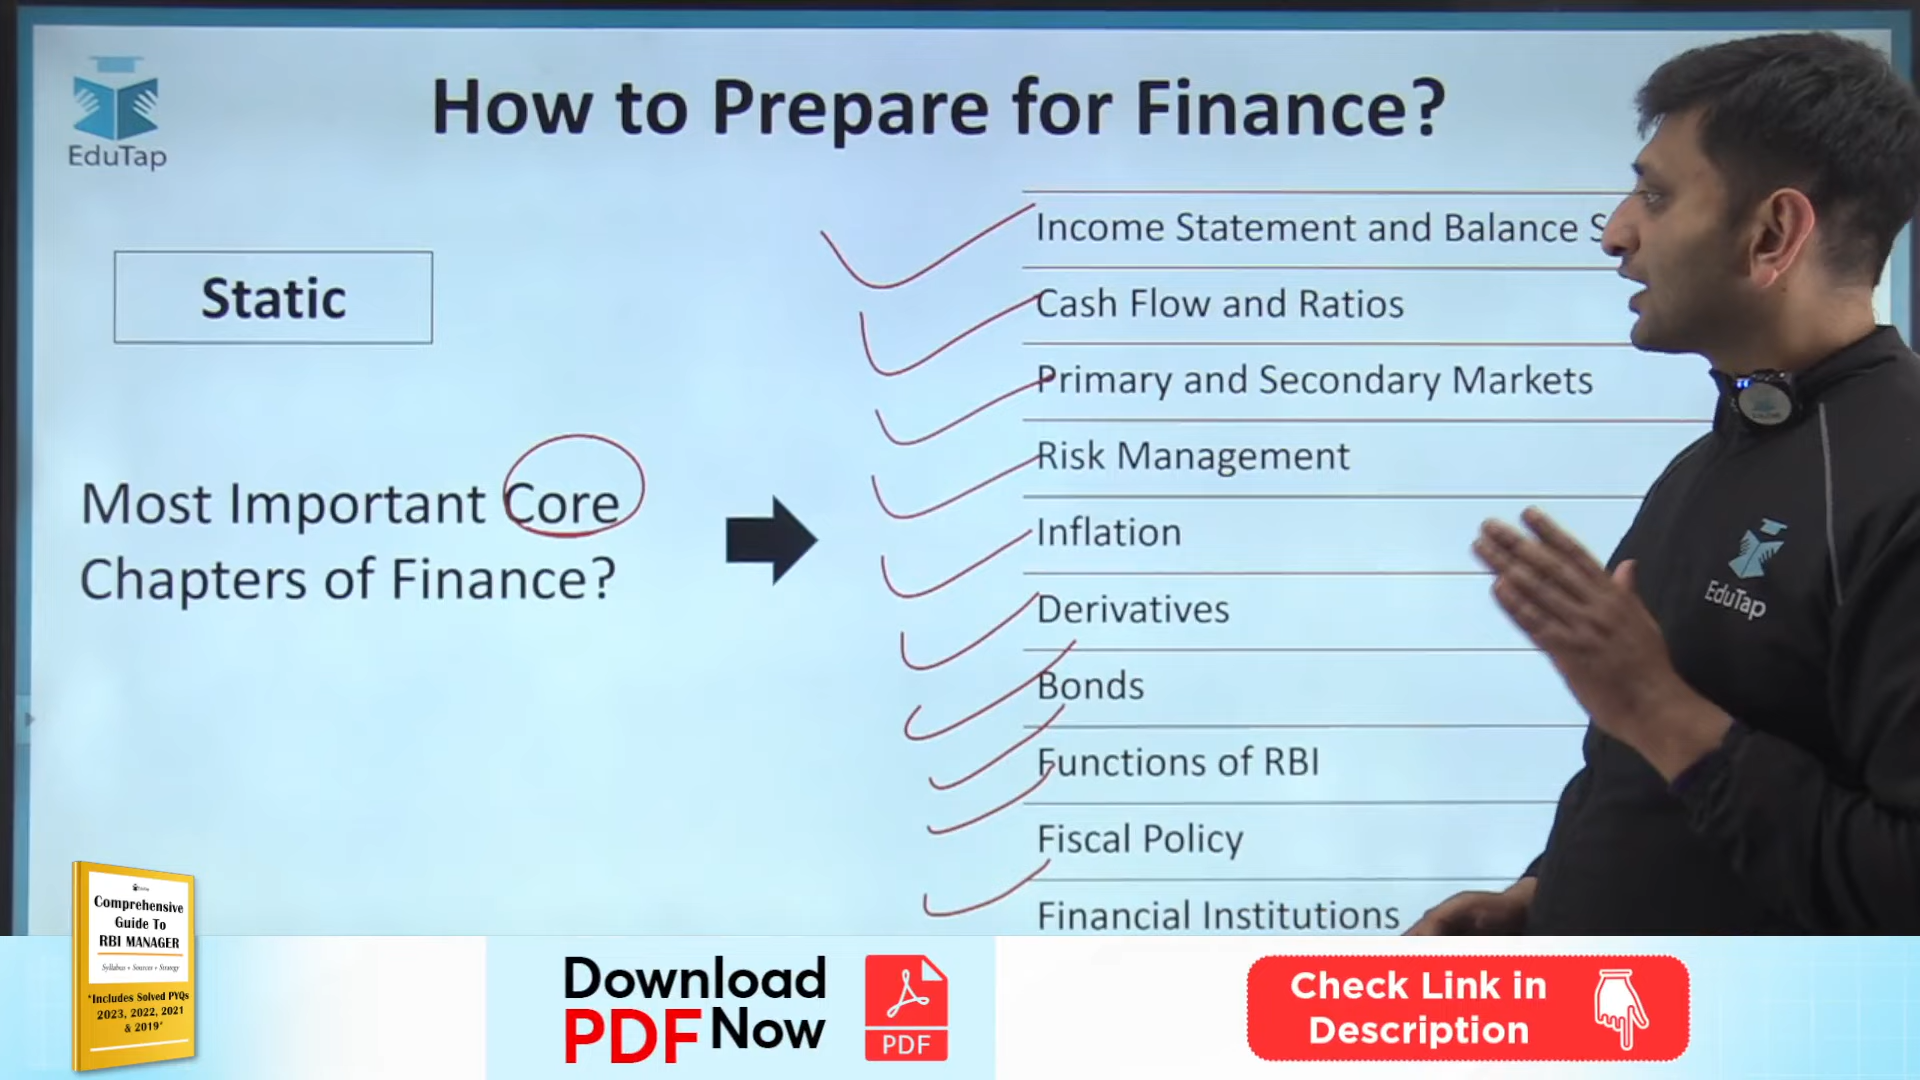 EduTap
How to Prepare for Finance?
Static
Most Important Core
Chapters of Finance?
Income Statement and Balance S
Cash Flow and Ratios
Primary and Secondary Markets
Risk Management
Inflation
Derivatives
Bonds
Functions of RBI
Fiscal Policy
Financial Institutions
EduTap
Comprehensive
Guide To
RBI MANAGER
Syllabus + Sources + Strategy
*Includes Solved PYQs
2023, 2022, 2021
& 2019*
Download
PDF Now
PDF
Check Link in
Description